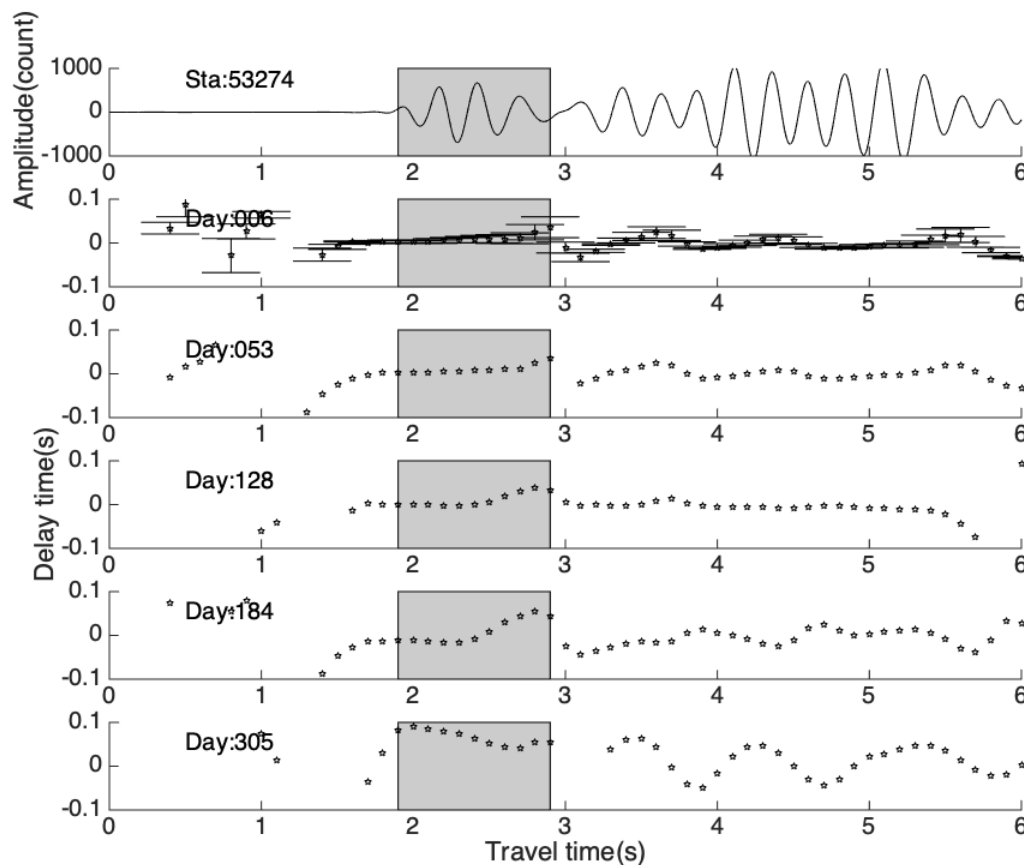 Amplitude(count)
1000
0
-1000
Sta:53274
0 1 2 3 4 5 6
Delay time(s)
0.1
0
-0.1
Day:006
0 1 2 3 4 5 6
0.1
0
-0.1
Day:053
0 1 2 3 4 5 6
0.1
0
-0.1
Day:128
0 1 2 3 4 5 6
0.1
0
-0.1
Day:184
0 1 2 3 4 5 6
0.1
0
-0.1
Day:305
0 1 2 3 4 5 6
Travel time(s)